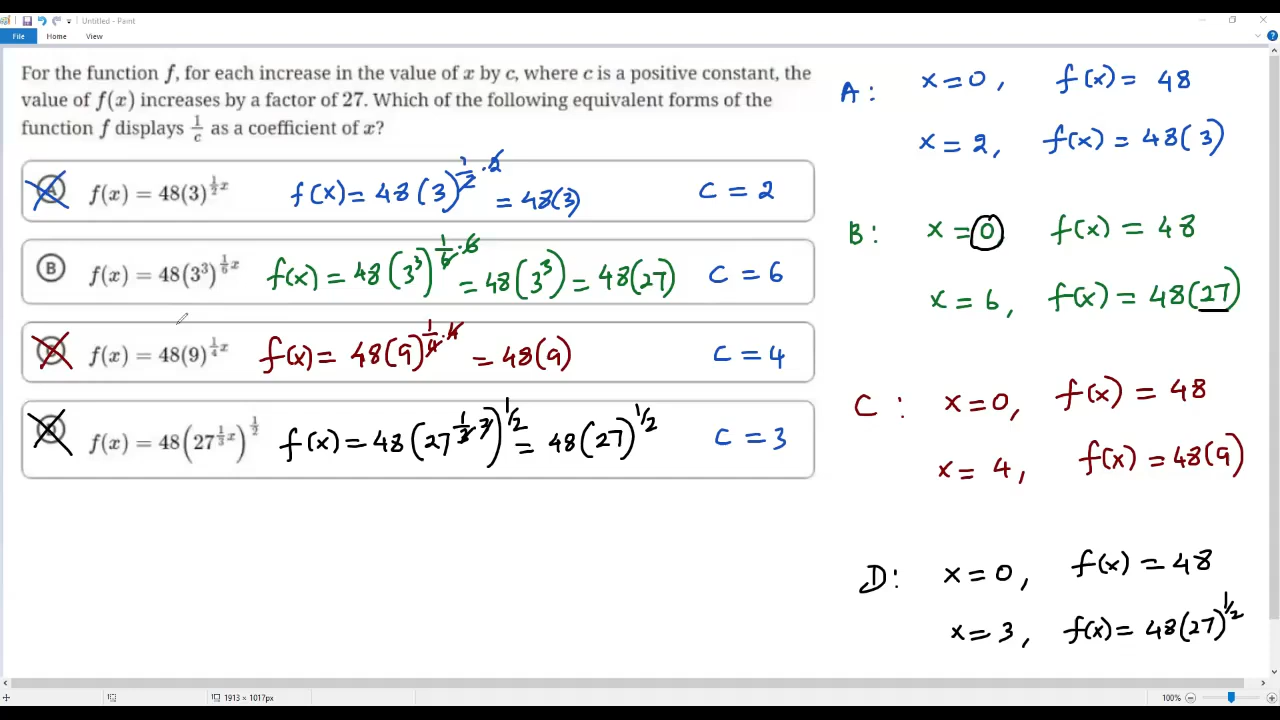 Untitled - Paint
File Home View
For the function f, for each increase in the value of x by c, where c is a positive constant, the
value of f(x) increases by a factor of 27. Which of the following equivalent forms of the
function f displays 1/c as a coefficient of x?
f(x) = 48(3)^(1/2 x) f(x) = 48(3)^(1/2 · 2) = 48(3) C = 2
B f(x) = 48(3³)^(1/6 x) f(x) = 48(3³)^(1/6 · 6) = 48(3³) = 48(27) C = 6
f(x) = 48(9)^(1/4 x) f(x) = 48(9)^(1/4 · 4) = 48(9) C = 4
f(x) = 48(27^(1/3 x))^(1/2) f(x) = 48(27^(1/3 · 3))^(1/2) = 48(27)^(1/2) C = 3
A: x = 0, f(x) = 48
x = 2, f(x) = 48(3)
B: x = 0, f(x) = 48
x = 6, f(x) = 48(27)
C: x = 0, f(x) = 48
x = 4, f(x) = 48(9)
D: x = 0, f(x) = 48
x = 3, f(x) = 48(27)^(1/2)
1913 × 1017px 100%